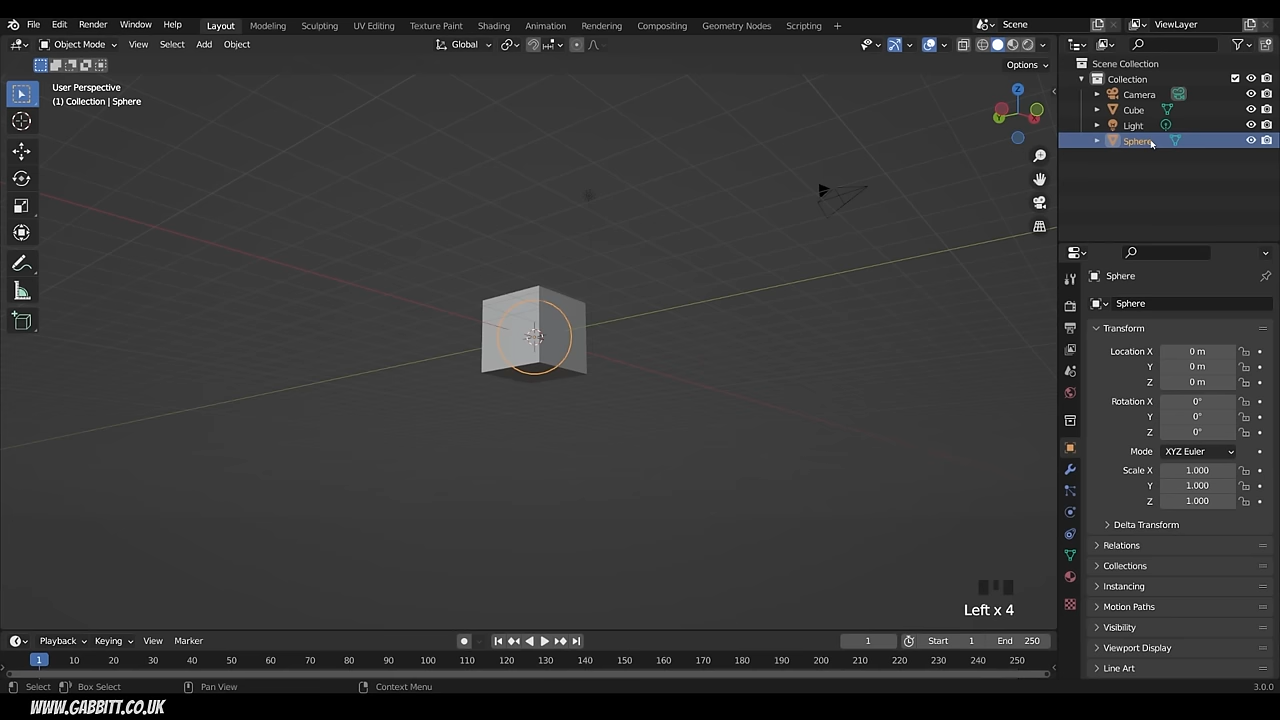 File Edit Render Window Help Layout Modeling Sculpting UV Editing Texture Paint Shading Animation Rendering Compositing Geometry Nodes Scripting + Scene ViewLayer
Object Mode View Select Add Object Global
Options
User Perspective
(1) Collection | Sphere
Z
Y
X
Scene Collection
Collection
Camera
Cube
Light
Sphere
Sphere
Sphere
Transform
Location X 0 m
Y 0 m
Z 0 m
Rotation X 0°
Y 0°
Z 0°
Mode XYZ Euler
Scale X 1.000
Y 1.000
Z 1.000
Delta Transform
Relations
Collections
Instancing
Motion Paths
Visibility
Viewport Display
Line Art
Left x 4
Playback Keying View Marker 1 Start 1 End 250
1 10 20 30 40 50 60 70 80 90 100 110 120 130 140 150 160 170 180 190 200 210 220 230 240 250
Select Box Select Pan View Context Menu 3.0.0
WWW.GABBITT.CO.UK